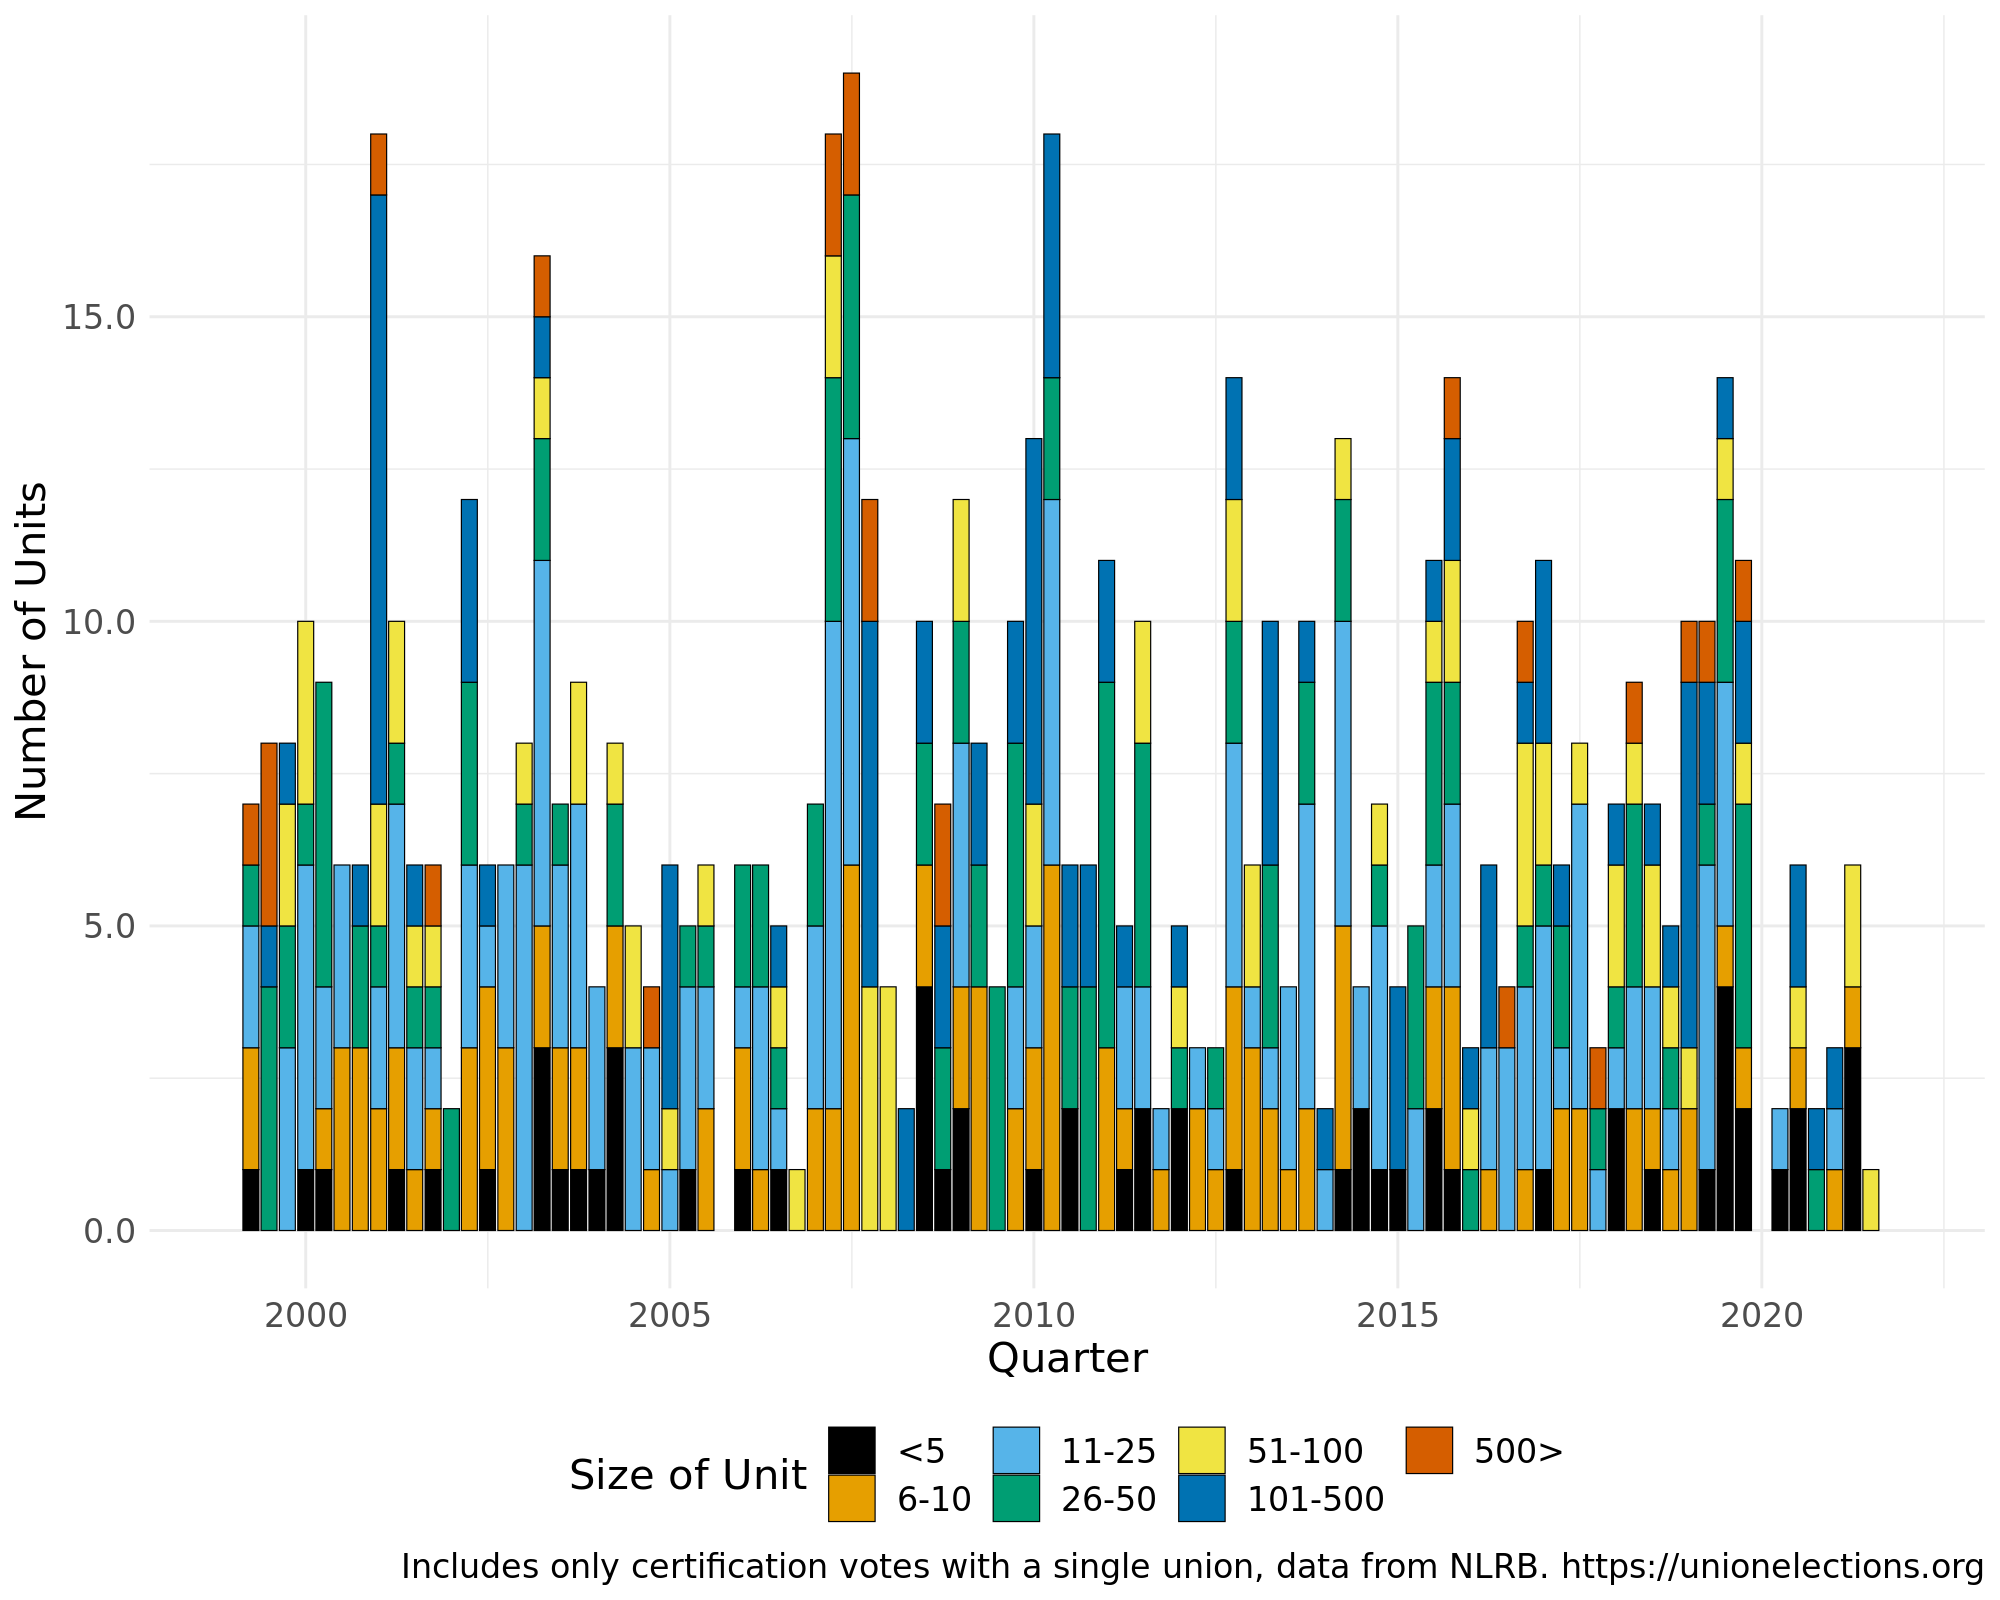 Number of Units
15.0
10.0
5.0
0.0
2000 2005 2010 2015 2020
Quarter
Size of Unit
<5 11-25 51-100 500>
6-10 26-50 101-500
Includes only certification votes with a single union, data from NLRB. https://unionelections.org